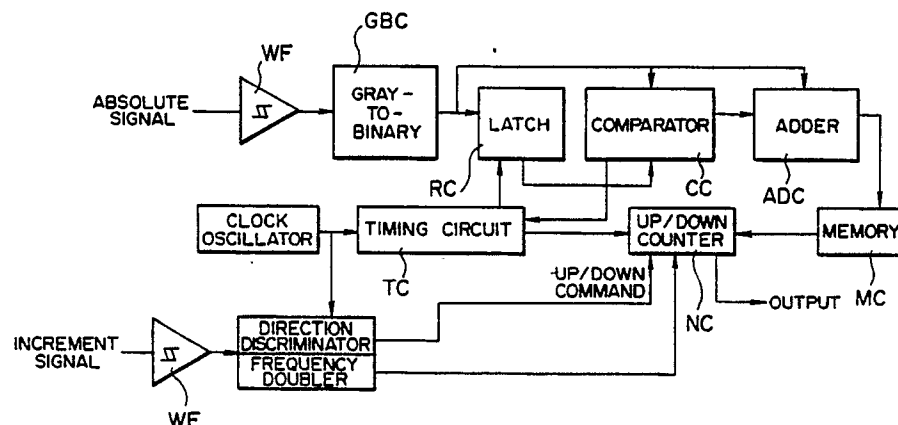 GBC
WF
ABSOLUTE
SIGNAL
GRAY-
TO-
BINARY
LATCH
COMPARATOR
ADDER
RC
CC
ADC
CLOCK
OSCILLATOR
TIMING CIRCUIT
UP/DOWN
COUNTER
MEMORY
TC
-UP/DOWN
COMMAND
NC
OUTPUT
MC
INCREMENT
SIGNAL
DIRECTION
DISCRIMINATOR
FREQUENCY
DOUBLER
WF